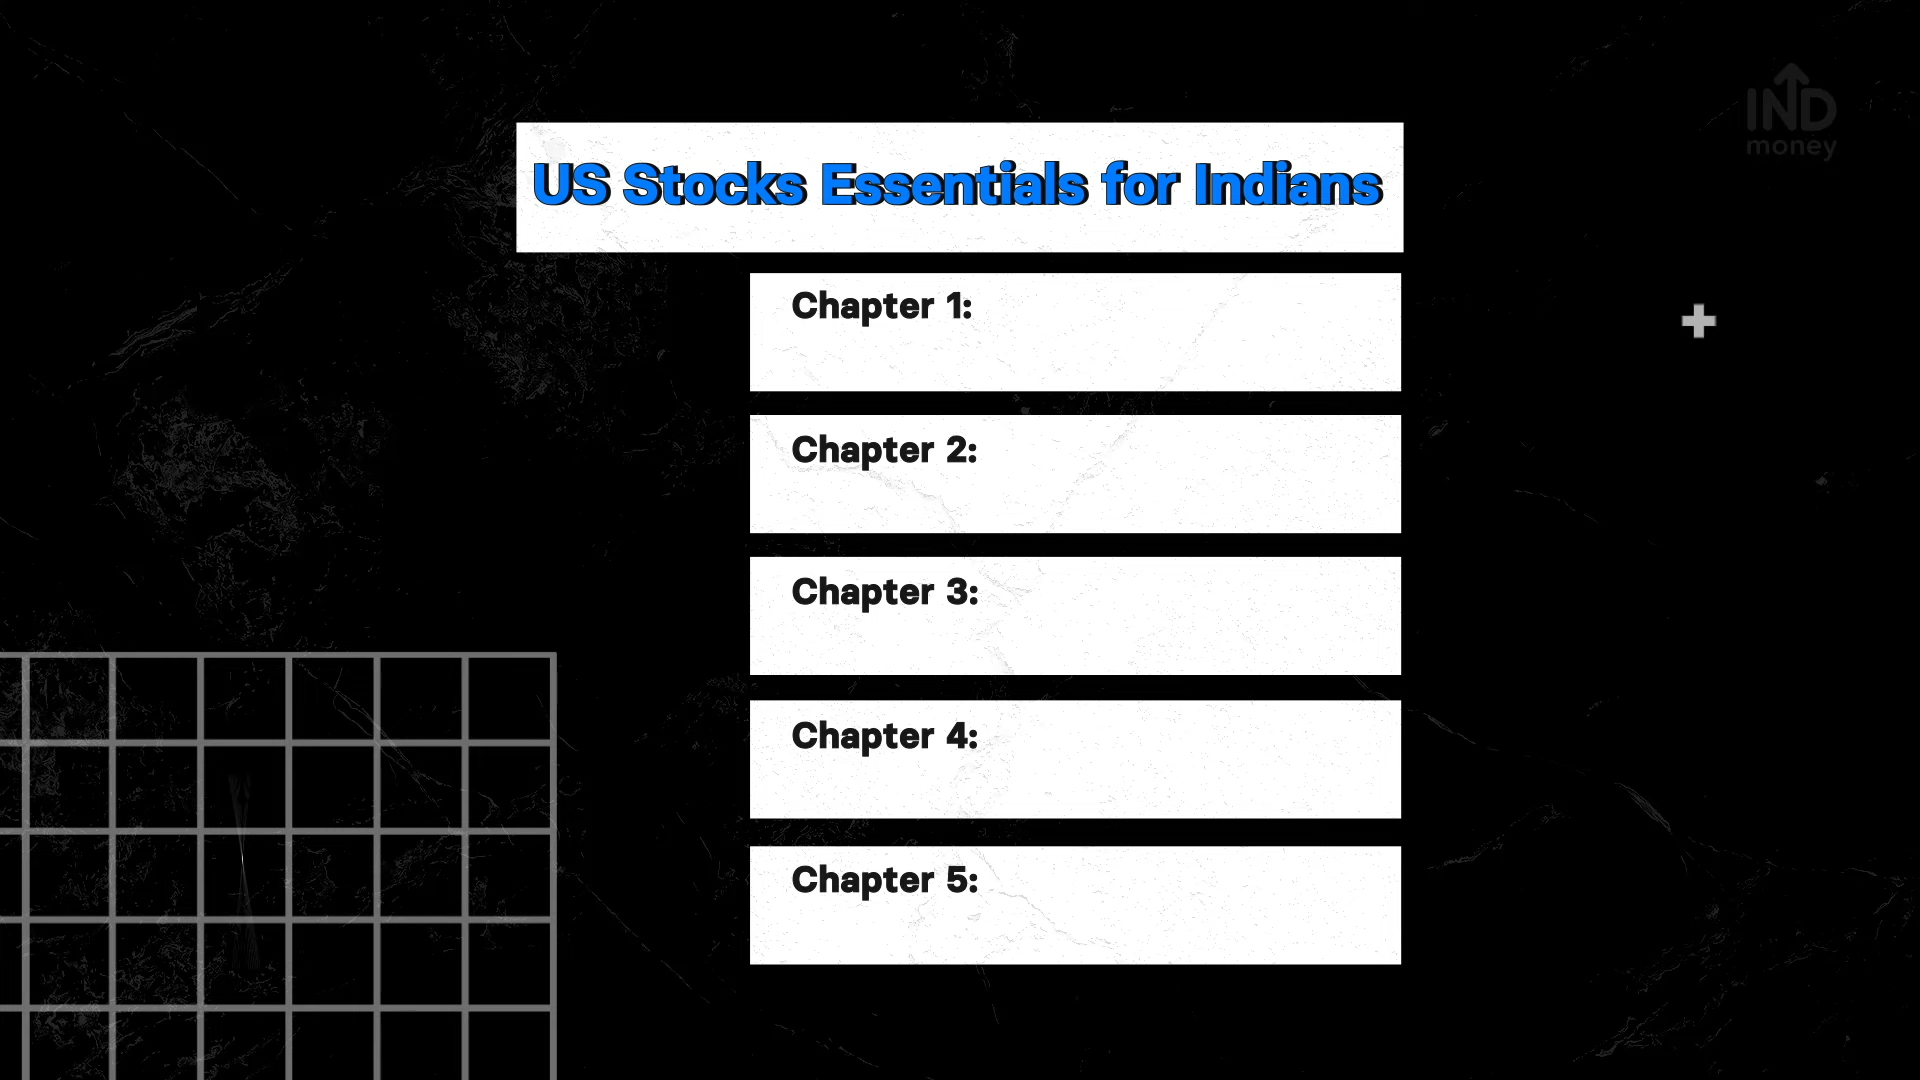 IND
money
US Stocks Essentials for Indians
Chapter 1:
Chapter 2:
Chapter 3:
Chapter 4:
Chapter 5: